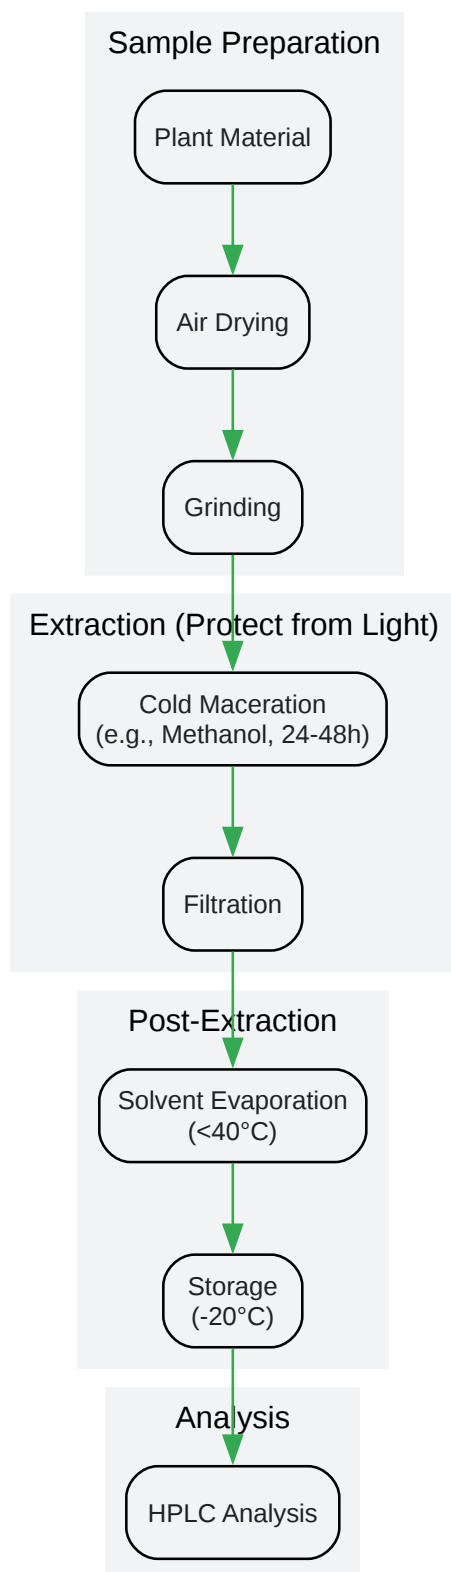 Sample Preparation
Plant Material
Air Drying
Grinding
Extraction (Protect from Light)
Cold Maceration
(e.g., Methanol, 24-48h)
Filtration
Post-Extraction
Solvent Evaporation
(<40°C)
Storage
(-20°C)
Analysis
HPLC Analysis